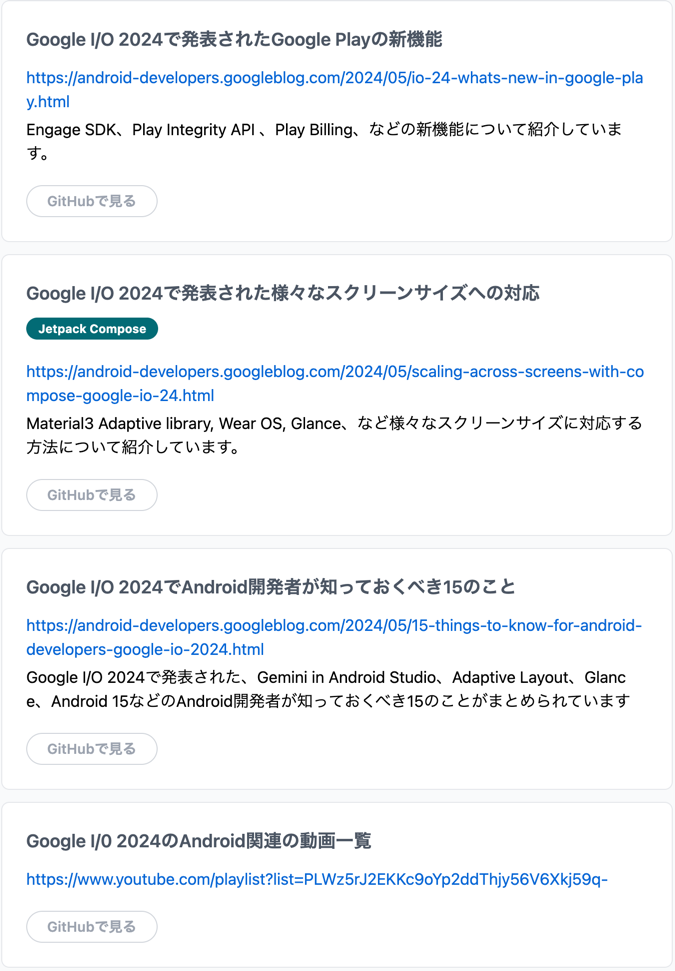 Google I/O 2024で発表されたGoogle Playの新機能
https://android-developers.googleblog.com/2024/05/io-24-whats-new-in-google-pla
y.html
Engage SDK、Play Integrity API 、Play Billing、などの新機能について紹介していま
す。
GitHubで見る
Google I/O 2024で発表された様々なスクリーンサイズへの対応
Jetpack Compose
https://android-developers.googleblog.com/2024/05/scaling-across-screens-with-co
mpose-google-io-24.html
Material3 Adaptive library, Wear OS, Glance、など様々なスクリーンサイズに対応する
方法について紹介しています。
GitHubで見る
Google I/O 2024でAndroid開発者が知っておくべき15のこと
https://android-developers.googleblog.com/2024/05/15-things-to-know-for-android-
developers-google-io-2024.html
Google I/O 2024で発表された、Gemini in Android Studio、Adaptive Layout、Glanc
e、Android 15などのAndroid開発者が知っておくべき15のことがまとめられています
GitHubで見る
Google I/0 2024のAndroid関連の動画一覧
https://www.youtube.com/playlist?list=PLWz5rJ2EKKc9oYp2ddThjy56V6Xkj59q-
GitHubで見る